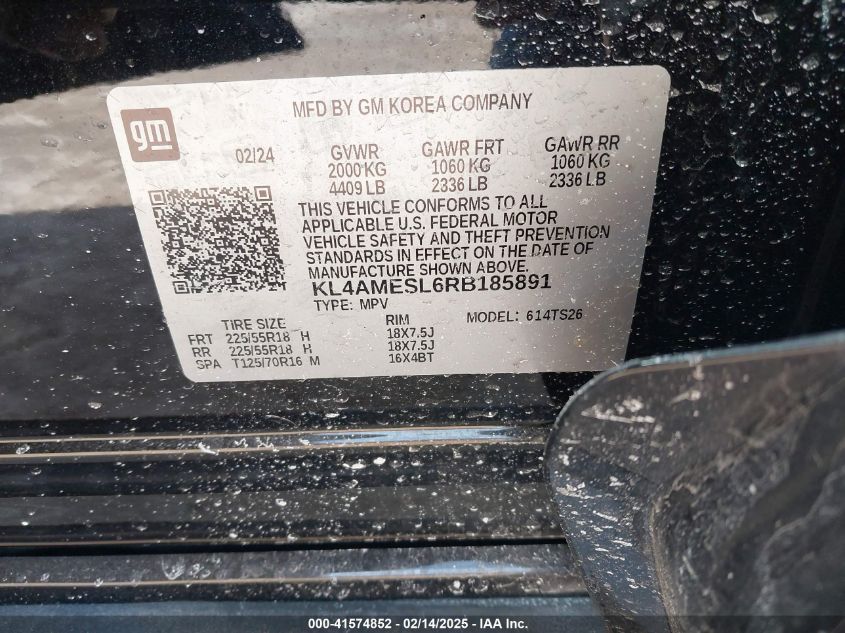 gm
MFD BY GM KOREA COMPANY
02/24
GVWR GAWR FRT GAWR RR
2000 KG 1060 KG 1060 KG
4409 LB 2336 LB 2336 LB
THIS VEHICLE CONFORMS TO ALL
APPLICABLE U.S. FEDERAL MOTOR
VEHICLE SAFETY AND THEFT PREVENTION
STANDARDS IN EFFECT ON THE DATE OF
MANUFACTURE SHOWN ABOVE.
KL4AMESL6RB185891
TYPE: MPV
TIRE SIZE RIM MODEL: 614TS26
FRT 225/55R18 H 18X7.5J
RR 225/55R18 H 18X7.5J
SPA T125/70R16 M 16X4BT
000-41574852 - 02/14/2025 - IAA, Inc.